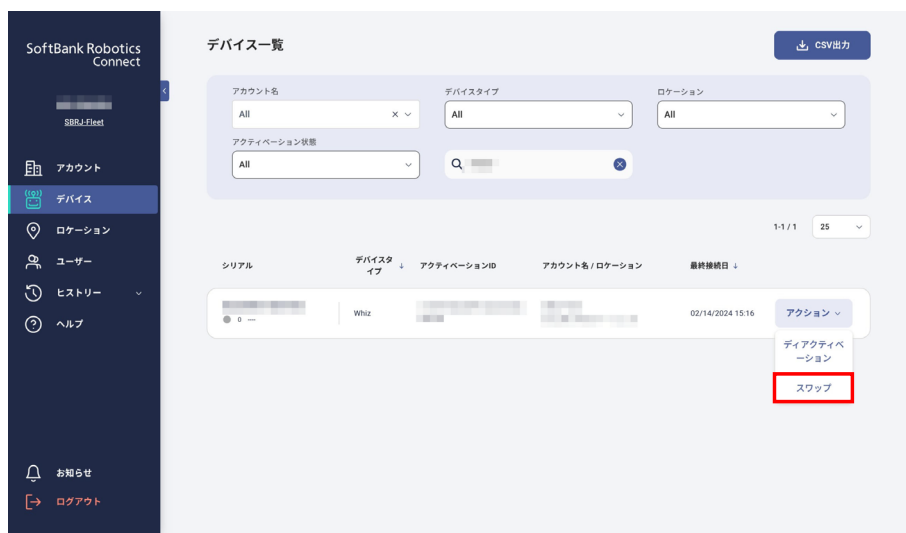 SoftBank Robotics
Connect
SBRJ-Fleet
アカウント
デバイス
ロケーション
ユーザー
ヒストリー
ヘルプ
お知らせ
ログアウト
デバイス一覧
CSV出力
アカウント名
デバイスタイプ
ロケーション
All
All
All
アクティベーション状態
All
1-1 / 1
25
シリアル
デバイスタ
イプ
アクティベーションID
アカウント名 / ロケーション
最終接続日
0 ---
Whiz
02/14/2024 15:16
アクション
ディアクティベ
ーション
スワップ